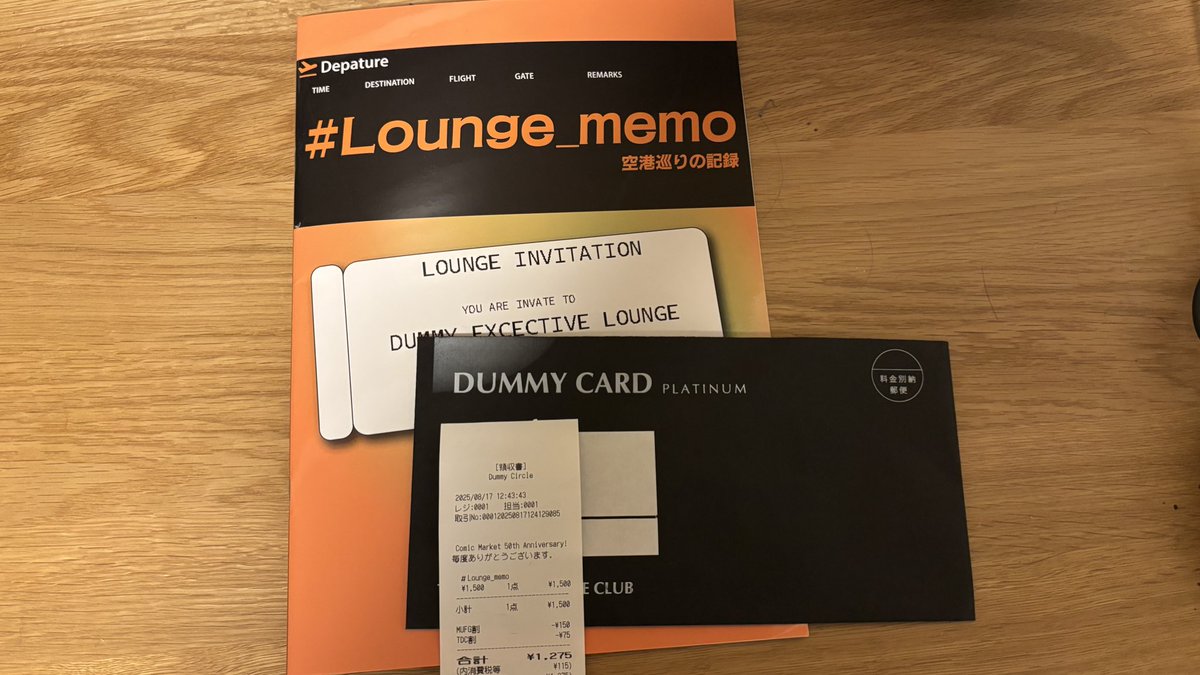 Depature
TIME DESTINATION FLIGHT GATE REMARKS
#Lounge_memo
空港巡りの記録
LOUNGE INVITATION
YOU ARE INVATE TO
DUMMY EXCECTIVE LOUNGE
DUMMY CARD PLATINUM
料金別納
郵便
E CLUB
[領収書]
Dummy Circle
2025/08/17 12:43:43
レジ:0001 担当:0001
取引No:000120250817124129085
Comic Market 50th Anniversary!
毎度ありがとうございます.
#Lounge_memo
¥1,500 1点 ¥1,500
小計 1点 ¥1,500
MUFG割 -¥150
TDC割 -¥75
合計 ¥1,275
(内消費税等 ¥115)